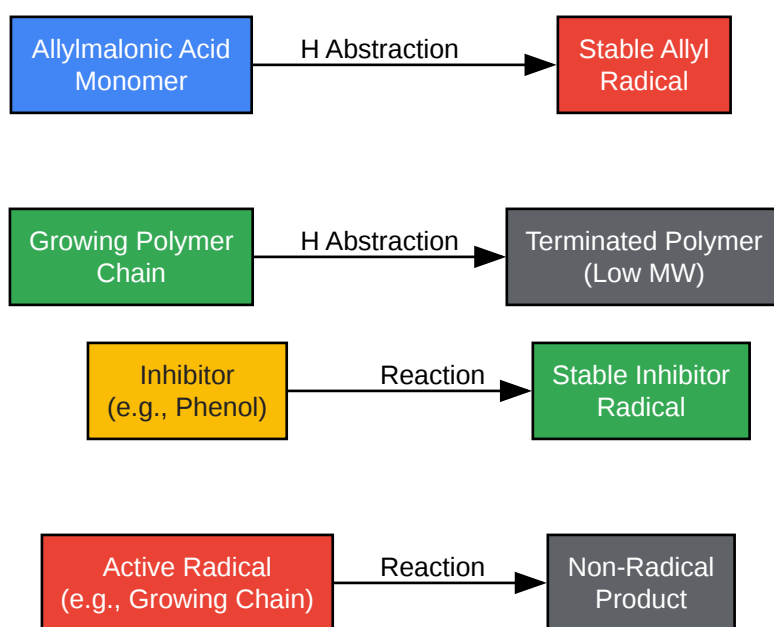 Allylmalonic Acid
Monomer
H Abstraction
Stable Allyl
Radical
Growing Polymer
Chain
H Abstraction
Terminated Polymer
(Low MW)
Inhibitor
(e.g., Phenol)
Reaction
Stable Inhibitor
Radical
Active Radical
(e.g., Growing Chain)
Reaction
Non-Radical
Product